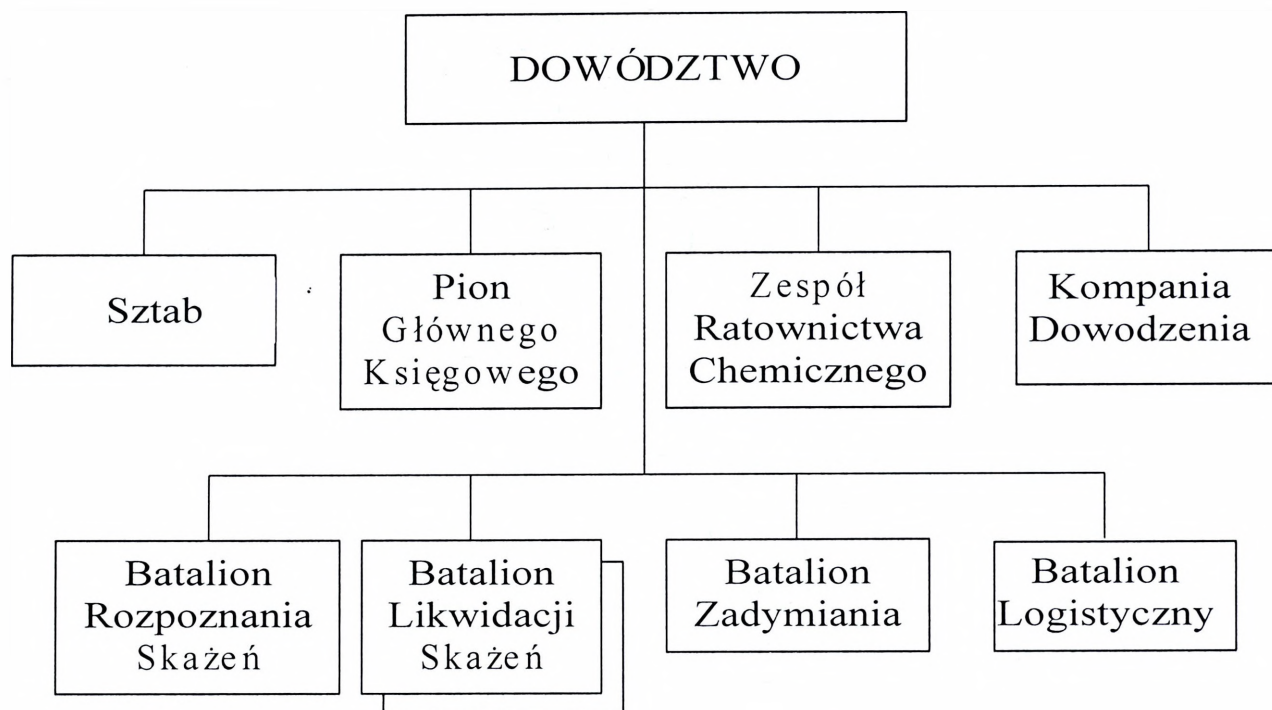 DOWÓDZTWO
Sztab
Pion
Głównego
Księgowego
Zespół
Ratownictwa
Chemicznego
Kompania
Dowodzenia
Batalion
Rozpoznania
Skażeń
Batalion
Likwidacji
Skażeń
Batalion
Zadymiania
Batalion
Logistyczny